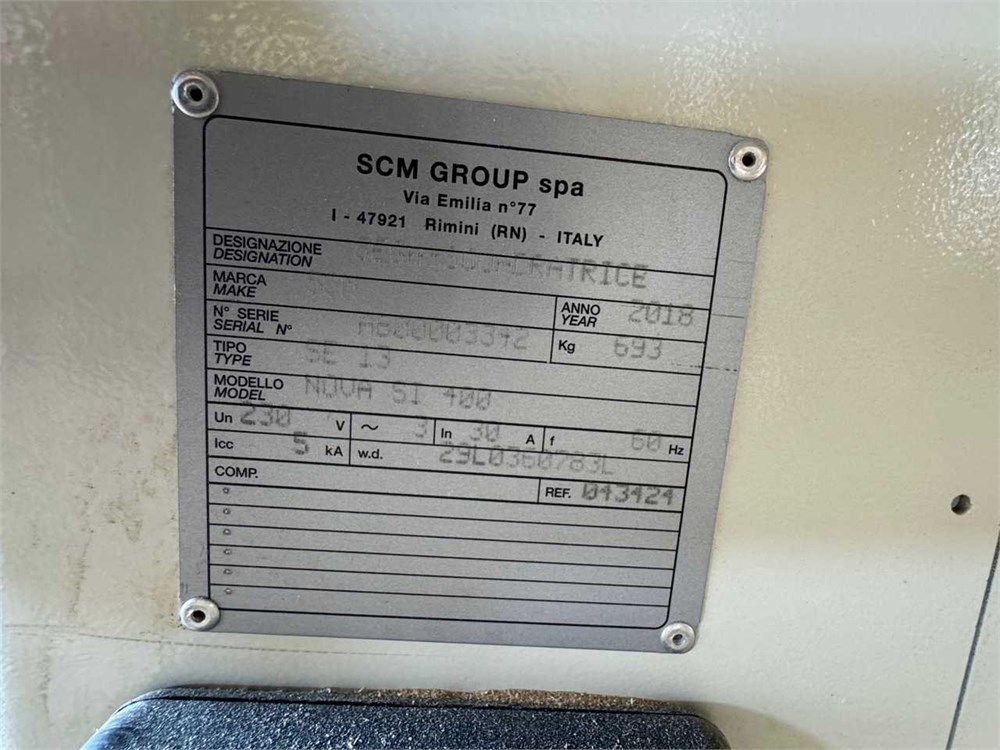 SCM GROUP spa
Via Emilia n°77
I - 47921 Rimini (RN) - ITALY
DESIGNAZIONE
DESIGNATION
MARCA
MAKE
ANNO
YEAR 2018
N° SERIE
SERIAL N° AB00003342
Kg 693
TIPO
TYPE SE 13
MODELLO
MODEL NOVA SI 400
Un 230 V ~ 3 In 30 A f 60 Hz
Icc 5 kA w.d. 29L0360783L
COMP.
REF. 043424